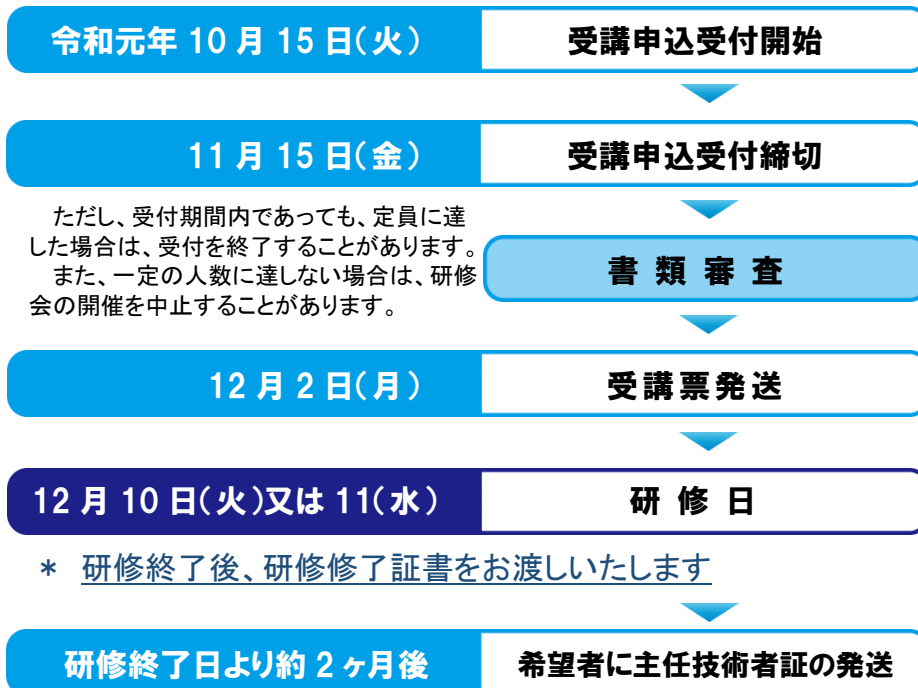 令和元年 10 月 15 日(火) 受講申込受付開始
11 月 15 日(金) 受講申込受付締切
ただし、受付期間内であっても、定員に達
した場合は、受付を終了することがあります。
また、一定の人数に達しない場合は、研修
会の開催を中止することがあります。
書 類 審 査
12 月 2 日(月) 受講票発送
12 月 10 日(火)又は 11(水) 研 修 日
* 研修終了後、研修修了証書をお渡しいたします
研修終了日より約 2 ヶ月後 希望者に主任技術者証の発送